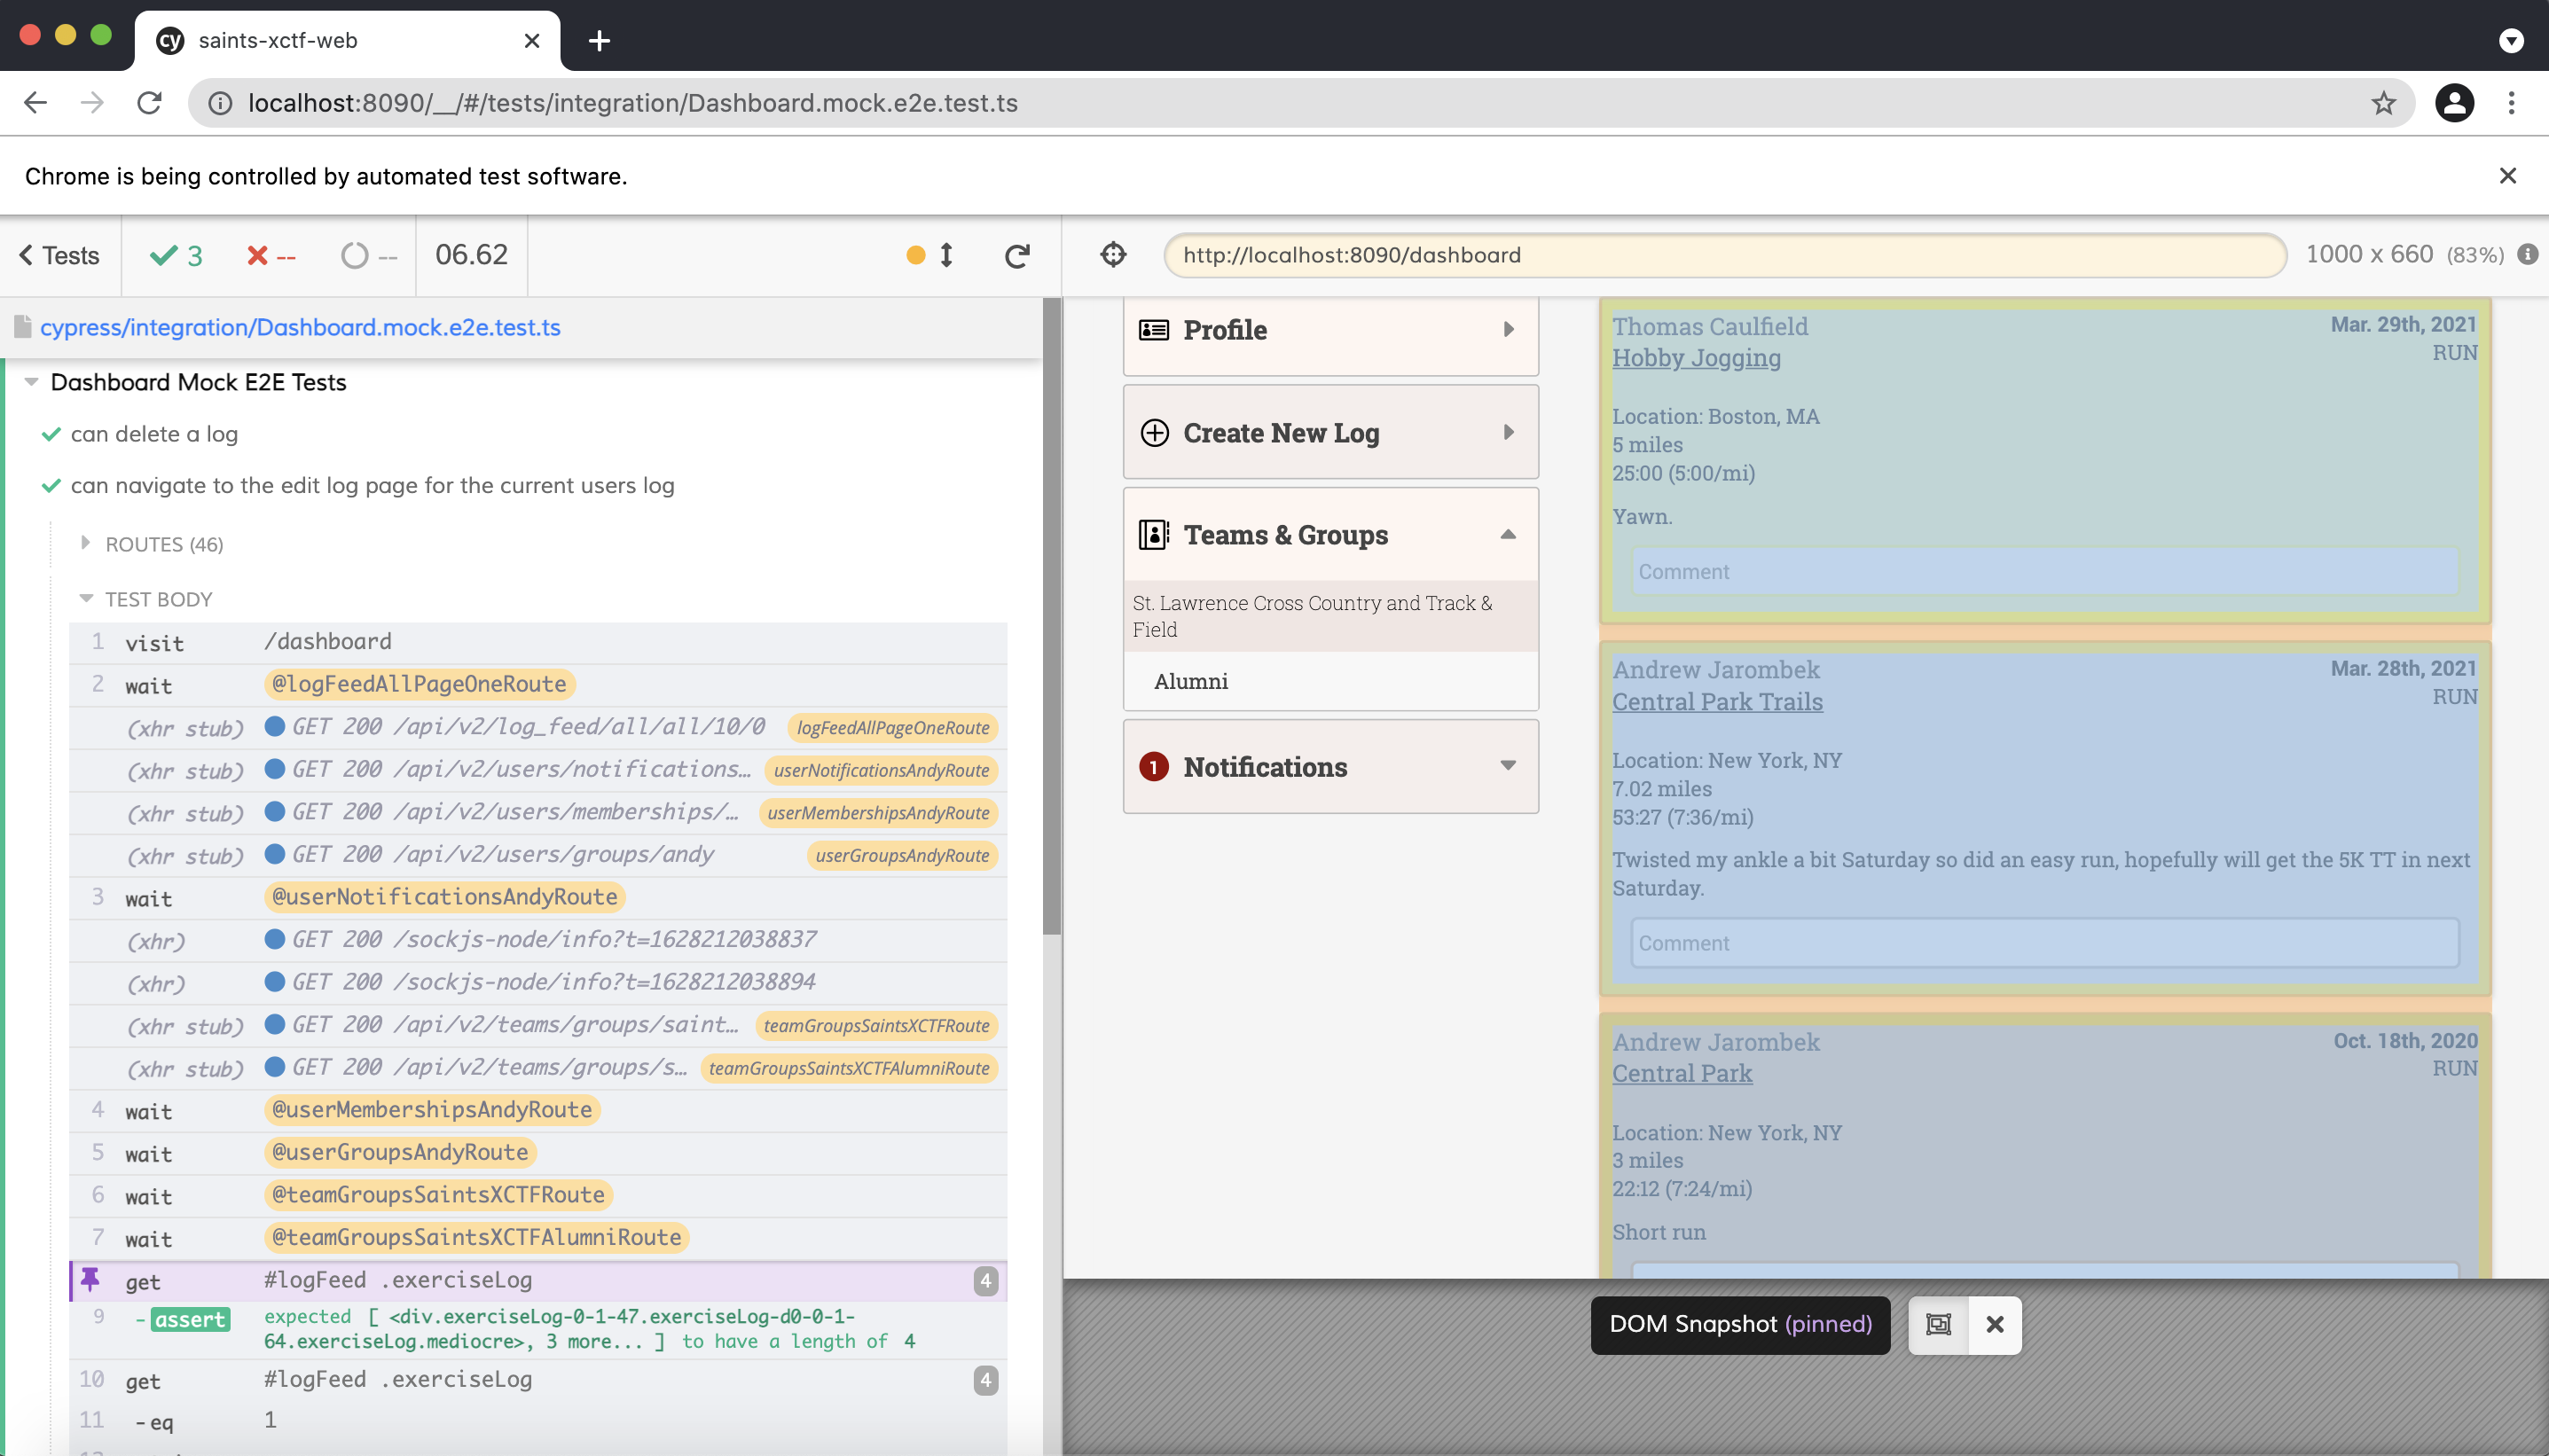 cy saints-xctf-web
localhost:8090/__/#/tests/integration/Dashboard.mock.e2e.test.ts
Chrome is being controlled by automated test software.
Tests 3 -- -- 06.62
cypress/integration/Dashboard.mock.e2e.test.ts
Dashboard Mock E2E Tests
can delete a log
can navigate to the edit log page for the current users log
ROUTES (46)
TEST BODY
1 visit /dashboard
2 wait @logFeedAllPageOneRoute
(xhr stub) GET 200 /api/v2/log_feed/all/all/10/0 logFeedAllPageOneRoute
(xhr stub) GET 200 /api/v2/users/notifications… userNotificationsAndyRoute
(xhr stub) GET 200 /api/v2/users/memberships/… userMembershipsAndyRoute
(xhr stub) GET 200 /api/v2/users/groups/andy userGroupsAndyRoute
3 wait @userNotificationsAndyRoute
(xhr) GET 200 /sockjs-node/info?t=1628212038837
(xhr) GET 200 /sockjs-node/info?t=1628212038894
(xhr stub) GET 200 /api/v2/teams/groups/saint… teamGroupsSaintsXCTFRoute
(xhr stub) GET 200 /api/v2/teams/groups/s… teamGroupsSaintsXCTFAlumniRoute
4 wait @userMembershipsAndyRoute
5 wait @userGroupsAndyRoute
6 wait @teamGroupsSaintsXCTFRoute
7 wait @teamGroupsSaintsXCTFAlumniRoute
get #logFeed .exerciseLog 4
9 -assert expected [ <div.exerciseLog-0-1-47.exerciseLog-d0-0-1-
64.exerciseLog.mediocre>, 3 more... ] to have a length of 4
10 get #logFeed .exerciseLog 4
11 -eq 1
http://localhost:8090/dashboard 1000 x 660 (83%)
Profile
Create New Log
Teams & Groups
St. Lawrence Cross Country and Track &
Field
Alumni
1 Notifications
Thomas Caulfield Mar. 29th, 2021
Hobby Jogging RUN
Location: Boston, MA
5 miles
25:00 (5:00/mi)
Yawn.
Comment
Andrew Jarombek Mar. 28th, 2021
Central Park Trails RUN
Location: New York, NY
7.02 miles
53:27 (7:36/mi)
Twisted my ankle a bit Saturday so did an easy run, hopefully will get the 5K TT in next
Saturday.
Comment
Andrew Jarombek Oct. 18th, 2020
Central Park RUN
Location: New York, NY
3 miles
22:12 (7:24/mi)
Short run
DOM Snapshot (pinned)